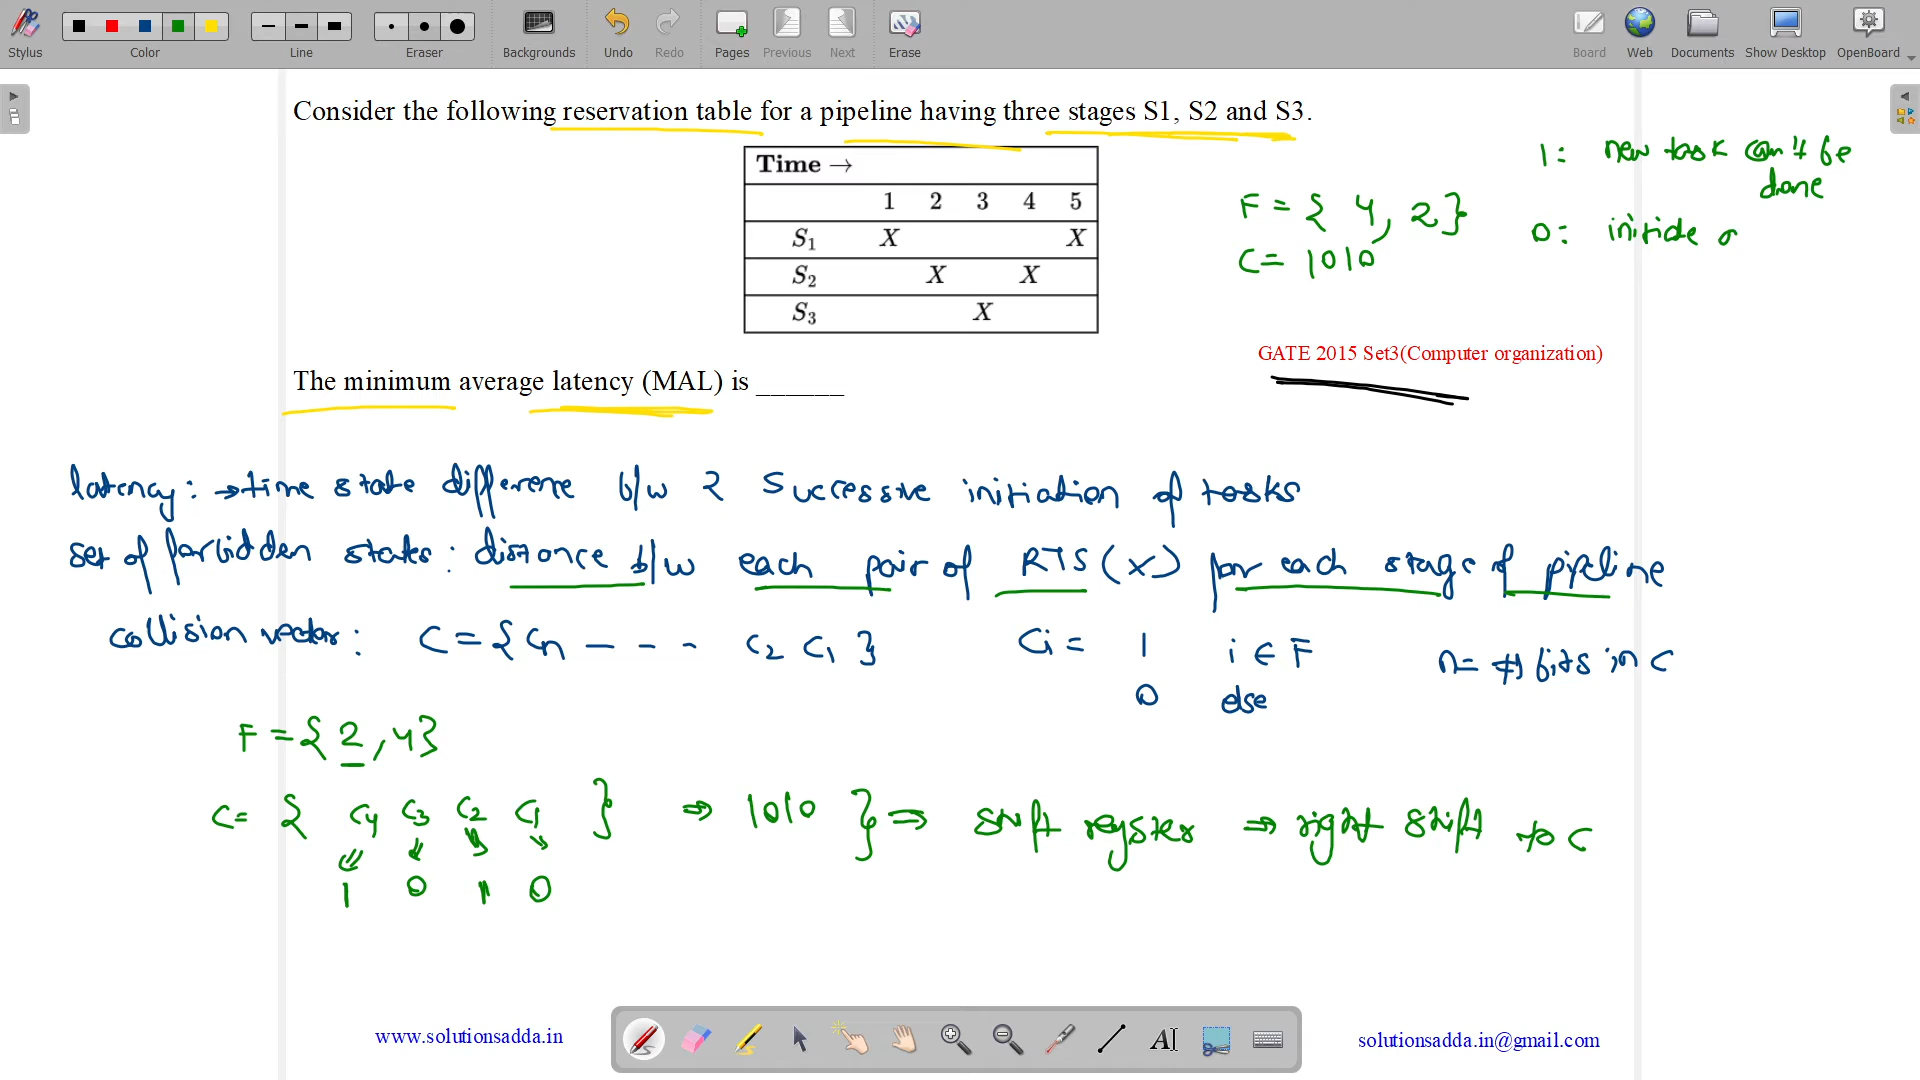 Stylus Color Line Eraser Backgrounds Undo Redo Pages Previous Next Erase Board Web Documents Show Desktop OpenBoard
Consider the following reservation table for a pipeline having three stages S1, S2 and S3.
Time →
1 2 3 4 5
S1 X X
S2 X X
S3 X
F = { 4, 2}
C = 1010
1: new task can't be done
0: initiate a
GATE 2015 Set3(Computer organization)
The minimum average latency (MAL) is ______
latency: → time state difference b/w 2 successive initiation of tasks
set of forbidden states: distance b/w each pair of RTS (X) for each stage of pipeline
collision vector: C = { Cn - - - C2 C1 } Ci = 1 i ∈ F n = # bits in C
0 else
F = { 2, 4}
C = { C4 C3 C2 C1 } ⇒ 1010 } ⇒ shift register ⇒ right shift to C
1 0 1 0
www.solutionsadda.in
solutionsadda.in@gmail.com